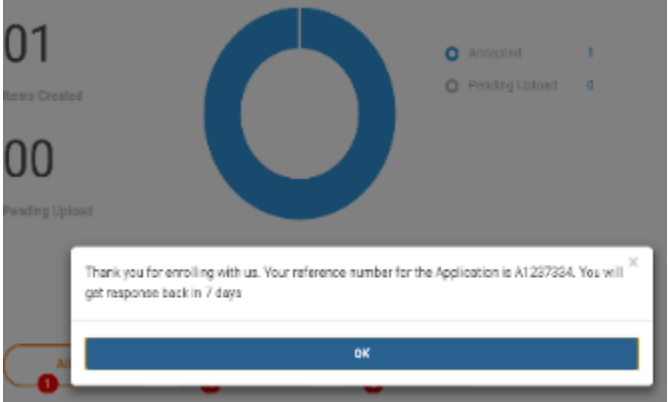 01
Items Created
00
Pending Upload
Accepted 1
Pending Upload 0
Thank you for enrolling with us. Your reference number for the Application is A1237334. You will
get response back in 7 days
×
OK
1